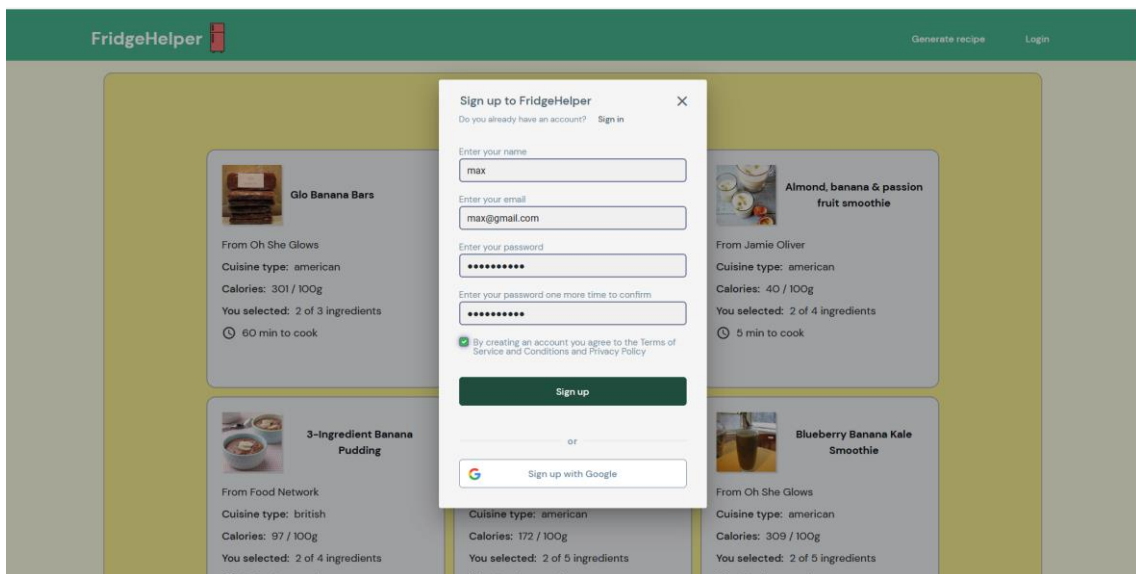 FridgeHelper
Generate recipe
Login
Sign up to FridgeHelper
Do you already have an account? Sign in
Enter your name
max
Enter your email
max@gmail.com
Enter your password
••••••••••
Enter your password one more time to confirm
••••••••••
By creating an account you agree to the Terms of
Service and Conditions and Privacy Policy
Sign up
or
Sign up with Google
Glo Banana Bars
From Oh She Glows
Cuisine type: american
Calories: 301 / 100g
You selected: 2 of 3 ingredients
60 min to cook
Almond, banana & passion
fruit smoothie
From Jamie Oliver
Cuisine type: american
Calories: 40 / 100g
You selected: 2 of 4 ingredients
5 min to cook
3-Ingredient Banana
Pudding
From Food Network
Cuisine type: british
Calories: 97 / 100g
You selected: 2 of 4 ingredients
Cuisine type: american
Calories: 172 / 100g
You selected: 2 of 5 ingredients
Blueberry Banana Kale
Smoothie
From Oh She Glows
Cuisine type: american
Calories: 309 / 100g
You selected: 2 of 5 ingredients